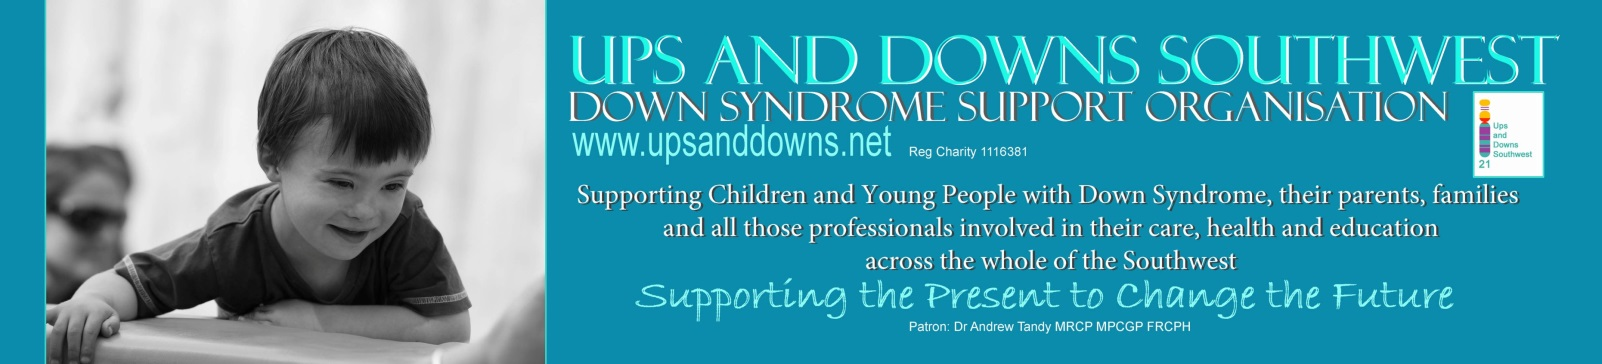 UPS AND DOWNS SOUTHWEST
DOWN SYNDROME SUPPORT ORGANISATION
www.upsanddowns.net Reg Charity 1116381
Ups
and
Downs
Southwest
21
Supporting Children and Young People with Down Syndrome, their parents, families
and all those professionals involved in their care, health and education
across the whole of the Southwest
Supporting the Present to Change the Future
Patron: Dr Andrew Tandy MRCP MPCGP FRCPH